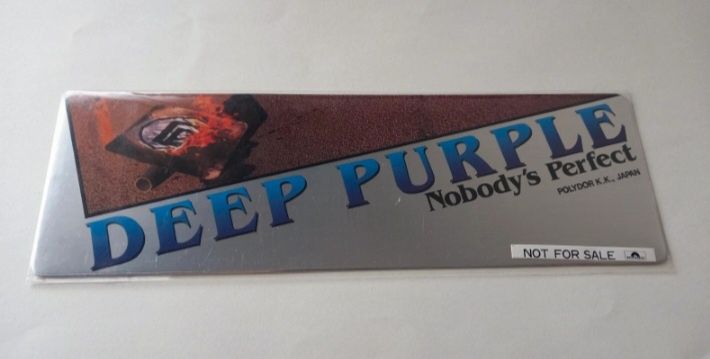 DEEP PURPLE
Nobody's Perfect
POLYDOR K.K., JAPAN
NOT FOR SALE